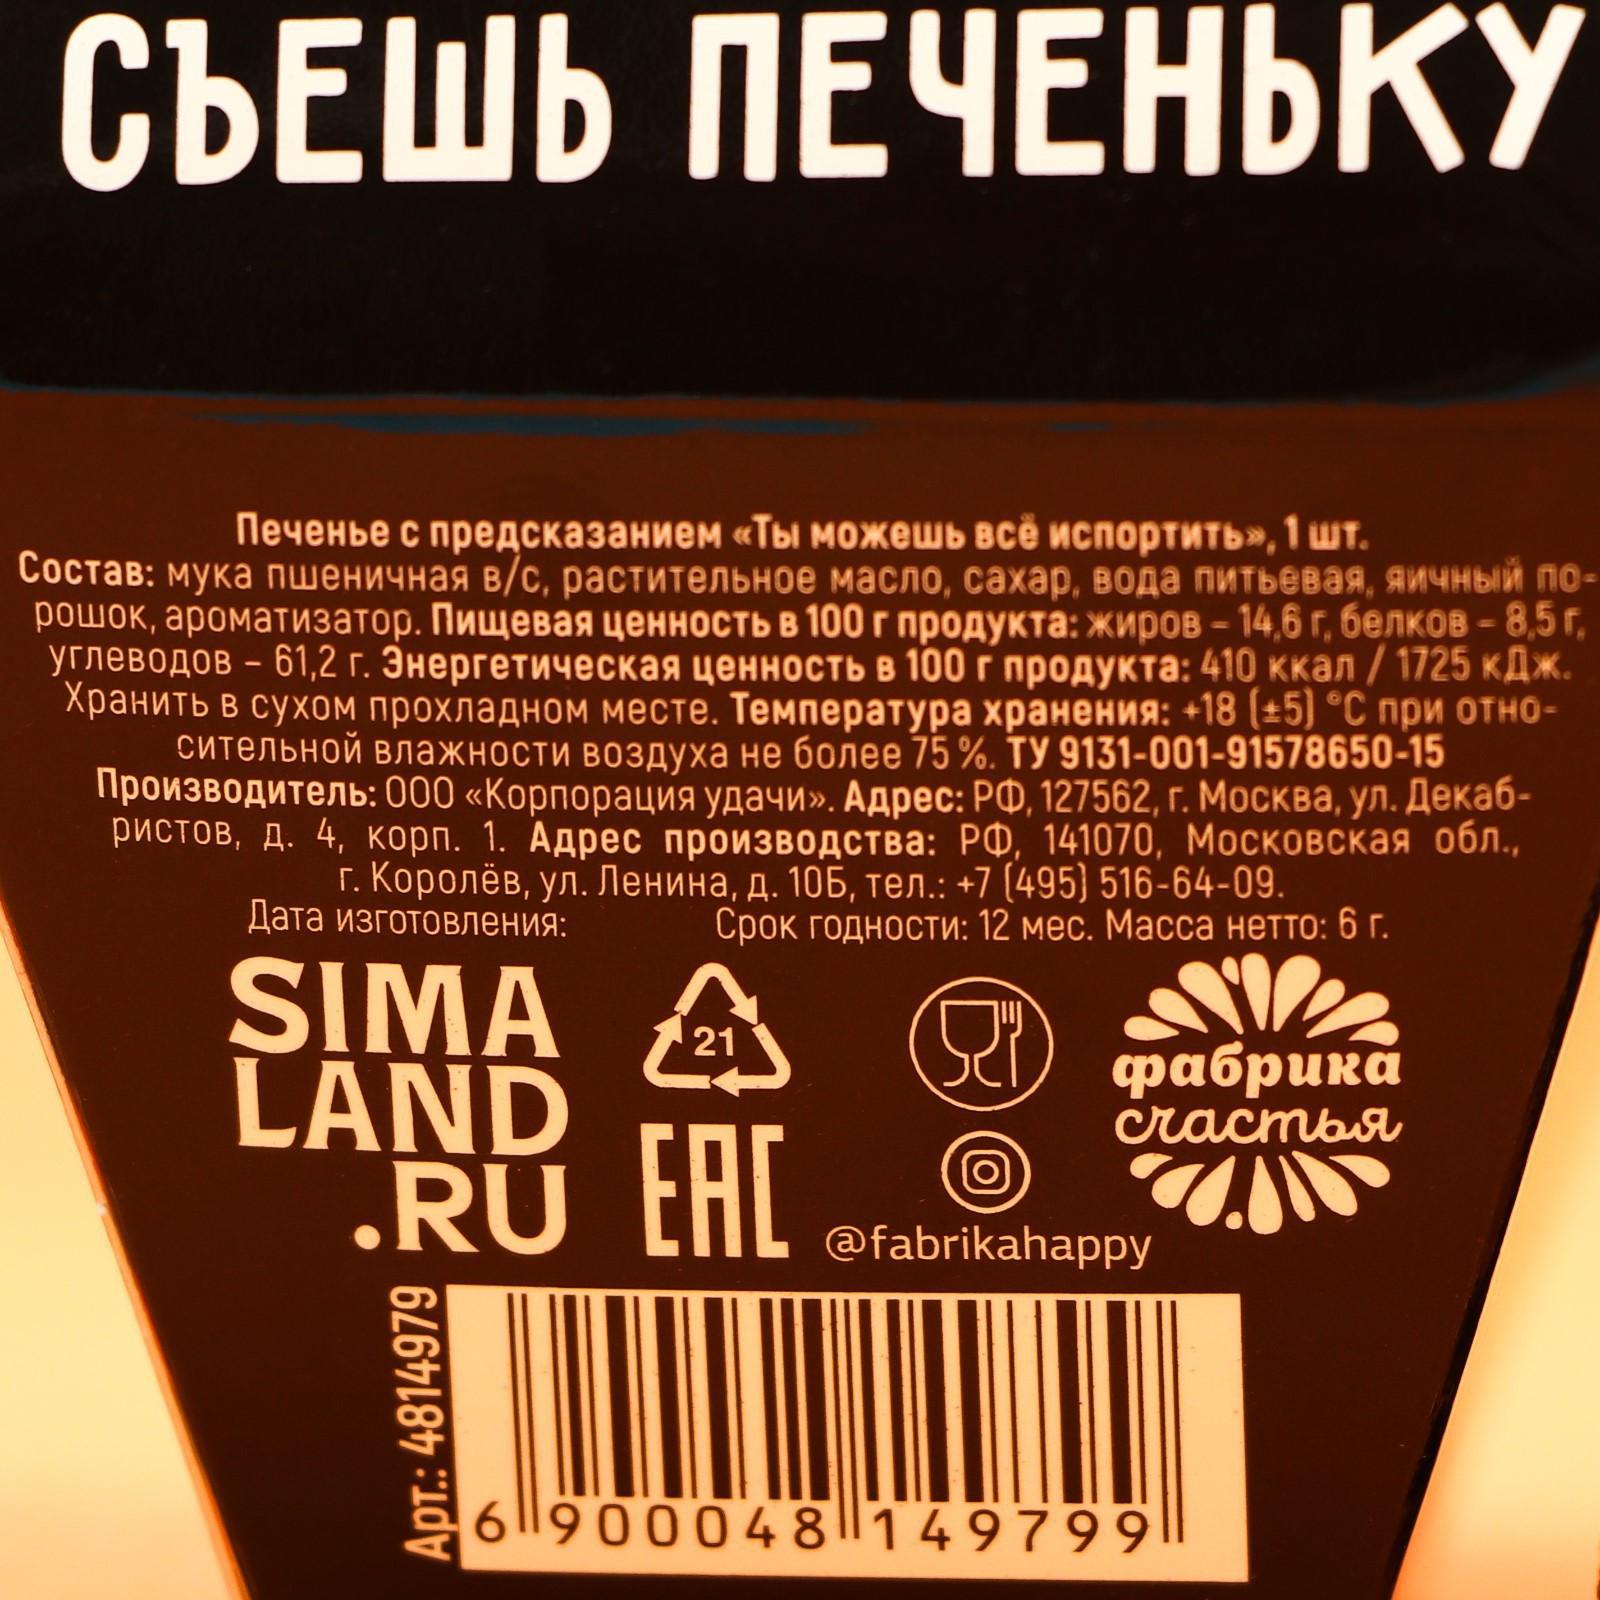 СЪЕШЬ ПЕЧЕНЬКУ
Печенье с предсказанием «Ты можешь всё испортить», 1 шт.
Состав: мука пшеничная в/с, растительное масло, сахар, вода питьевая, яичный по-
рошок, ароматизатор. Пищевая ценность в 100 г продукта: жиров – 14,6 г, белков – 8,5 г,
углеводов – 61,2 г. Энергетическая ценность в 100 г продукта: 410 ккал / 1725 кДж.
Хранить в сухом прохладном месте. Температура хранения: +18 (±5) °С при отно-
сительной влажности воздуха не более 75 %. ТУ 9131-001-91578650-15
Производитель: ООО «Корпорация удачи». Адрес: РФ, 127562, г. Москва, ул. Декаб-
ристов, д. 4, корп. 1. Адрес производства: РФ, 141070, Московская обл.,
г. Королёв, ул. Ленина, д. 10Б, тел.: +7 (495) 516-64-09.
Дата изготовления: Срок годности: 12 мес. Масса нетто: 6 г.
SIMA
LAND
.RU
21
EAC
@fabrikahappy
фабрика
счастья
Арт.: 4814979
6 900048 149799